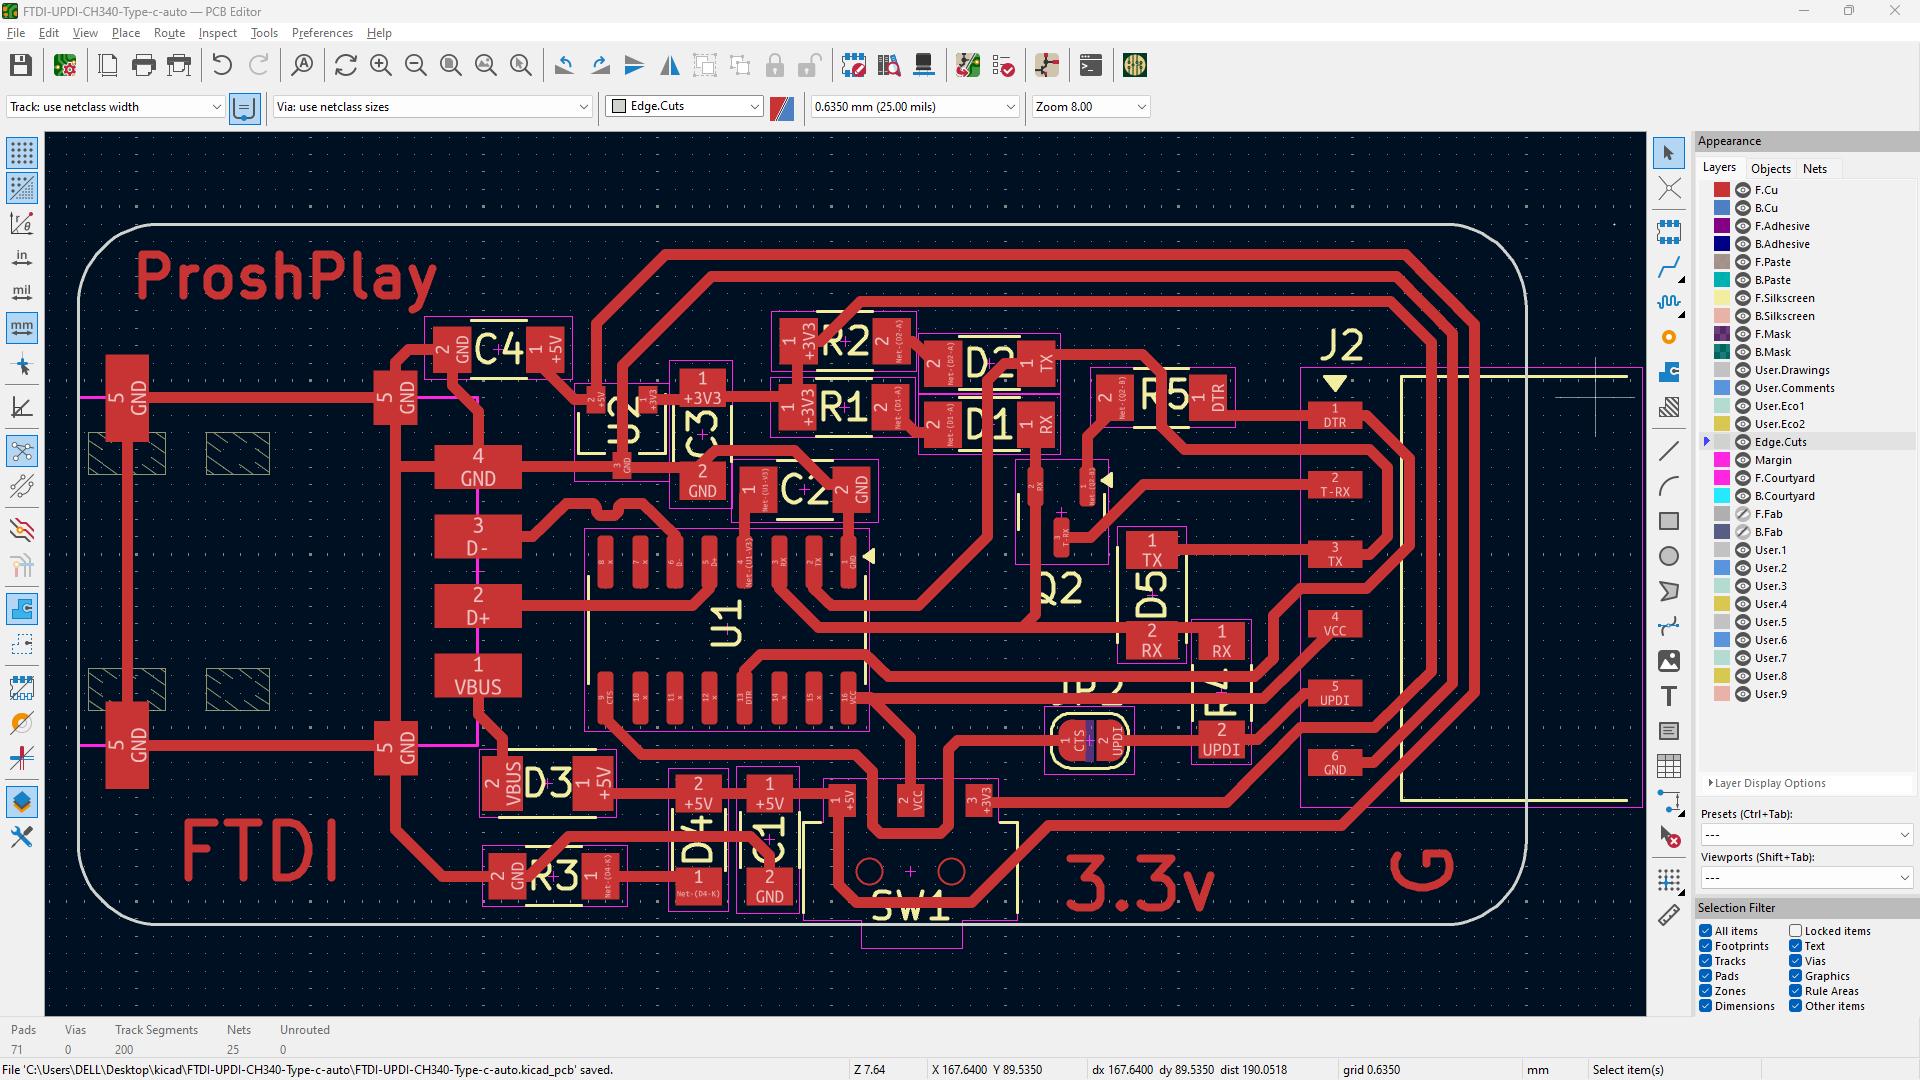 FTDI-UPDI-CH340-Type-c-auto — PCB Editor
File Edit View Place Route Inspect Tools Preferences Help
Track: use netclass width
Via: use netclass sizes
Edge.Cuts
0.6350 mm (25.00 mils)
Zoom 8.00
in
mil
mm
ProshPlay
FTDI
3.3v
G
J2
1 DTR
2 T-RX
3 TX
4 VCC
5 UPDI
6 GND
5 GND
5 GND
5 GND
5 GND
4 GND
3 D-
2 D+
1 VBUS
2 GND C4 1 +5V
1 +3V3 R2 2
1 +3V3 R1 2
2 D2 1 TX
2 D1 1 RX
2 R5 1 DTR
1 +3V3
C3
2 GND
1 C2 2 GND
U1
Q2
1 TX
D5
2 RX
1 RX
2 UPDI
1 CTS 2 UPDI
2 VBUS D3 1 +5V
2 +5V
D4
1 Net-(D4-K)
1 +5V
C1
2 GND
2 GND R3 1 Net-(D4-K)
1 +5V
2 VCC
3 +3V3
SW1
Appearance
Layers Objects Nets
F.Cu
B.Cu
F.Adhesive
B.Adhesive
F.Paste
B.Paste
F.Silkscreen
B.Silkscreen
F.Mask
B.Mask
User.Drawings
User.Comments
User.Eco1
User.Eco2
Edge.Cuts
Margin
F.Courtyard
B.Courtyard
F.Fab
B.Fab
User.1
User.2
User.3
User.4
User.5
User.6
User.7
User.8
User.9
Layer Display Options
Presets (Ctrl+Tab):
---
Viewports (Shift+Tab):
---
Selection Filter
All items Locked items
Footprints Text
Tracks Vias
Pads Graphics
Zones Rule Areas
Dimensions Other items
Pads Vias Track Segments Nets Unrouted
71 0 200 25 0
File 'C:\Users\DELL\Desktop\kicad\FTDI-UPDI-CH340-Type-c-auto\FTDI-UPDI-CH340-Type-c-auto.kicad_pcb' saved.
Z 7.64
X 167.6400 Y 89.5350
dx 167.6400 dy 89.5350 dist 190.0518
grid 0.6350
mm
Select item(s)